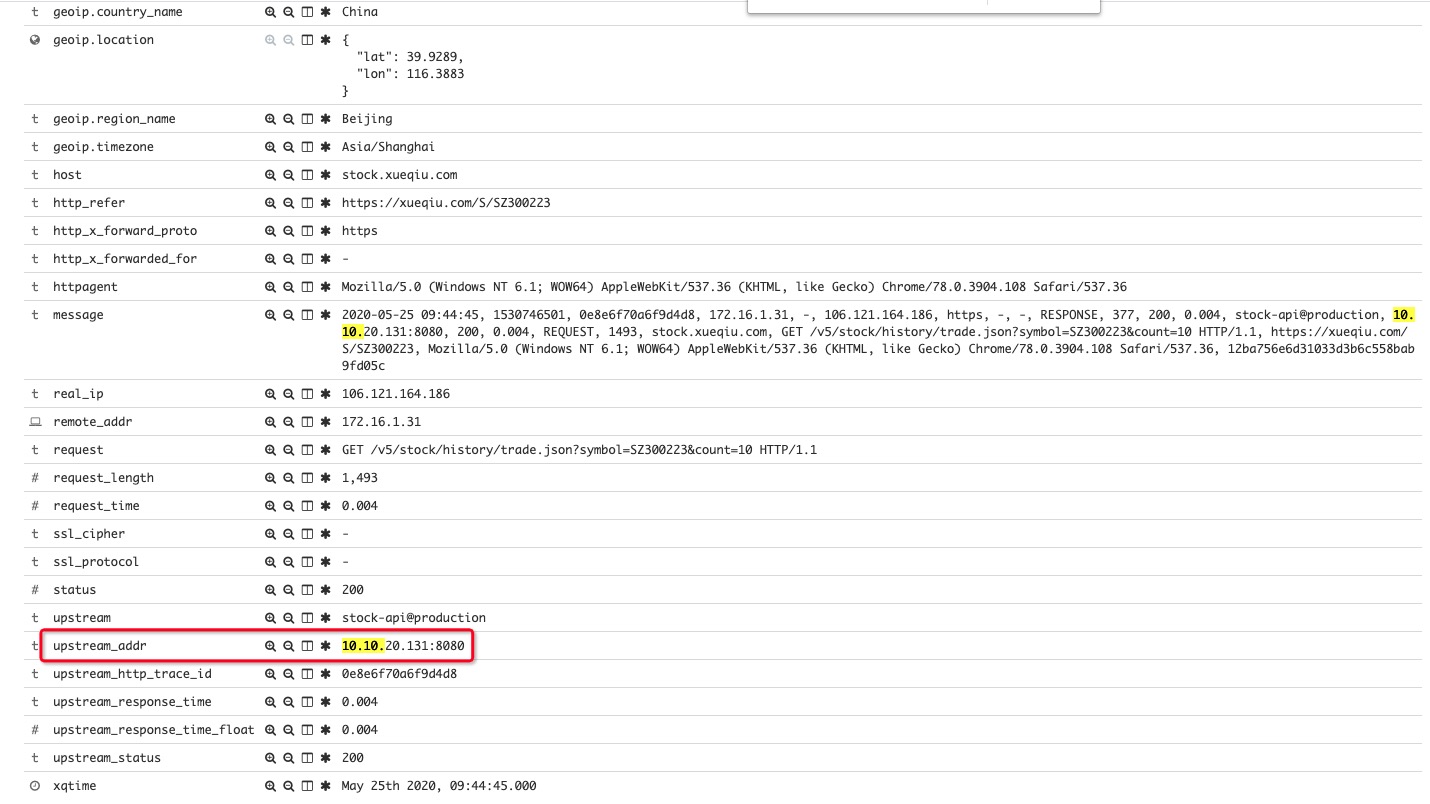 t geoip.country_name China
geoip.location {
"lat": 39.9289,
"lon": 116.3883
}
t geoip.region_name Beijing
t geoip.timezone Asia/Shanghai
t host stock.xueqiu.com
t http_refer https://xueqiu.com/S/SZ300223
t http_x_forward_proto https
t http_x_forwarded_for -
t httpagent Mozilla/5.0 (Windows NT 6.1; WOW64) AppleWebKit/537.36 (KHTML, like Gecko) Chrome/78.0.3904.108 Safari/537.36
t message 2020-05-25 09:44:45, 1530746501, 0e8e6f70a6f9d4d8, 172.16.1.31, -, 106.121.164.186, https, -, -, RESPONSE, 377, 200, 0.004, stock-api@production, 10.
10.20.131:8080, 200, 0.004, REQUEST, 1493, stock.xueqiu.com, GET /v5/stock/history/trade.json?symbol=SZ300223&count=10 HTTP/1.1, https://xueqiu.com/
S/SZ300223, Mozilla/5.0 (Windows NT 6.1; WOW64) AppleWebKit/537.36 (KHTML, like Gecko) Chrome/78.0.3904.108 Safari/537.36, 12ba756e6d31033d3b6c558bab
9fd05c
t real_ip 106.121.164.186
remote_addr 172.16.1.31
t request GET /v5/stock/history/trade.json?symbol=SZ300223&count=10 HTTP/1.1
# request_length 1,493
# request_time 0.004
t ssl_cipher -
t ssl_protocol -
# status 200
t upstream stock-api@production
t upstream_addr 10.10.20.131:8080
t upstream_http_trace_id 0e8e6f70a6f9d4d8
t upstream_response_time 0.004
# upstream_response_time_float 0.004
t upstream_status 200
xqtime May 25th 2020, 09:44:45.000